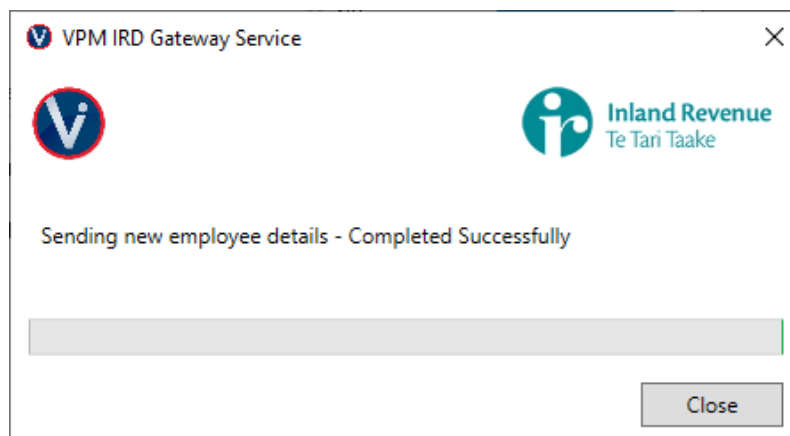 VPM IRD Gateway Service
Inland Revenue
Te Tari Taake
Sending new employee details - Completed Successfully
Close